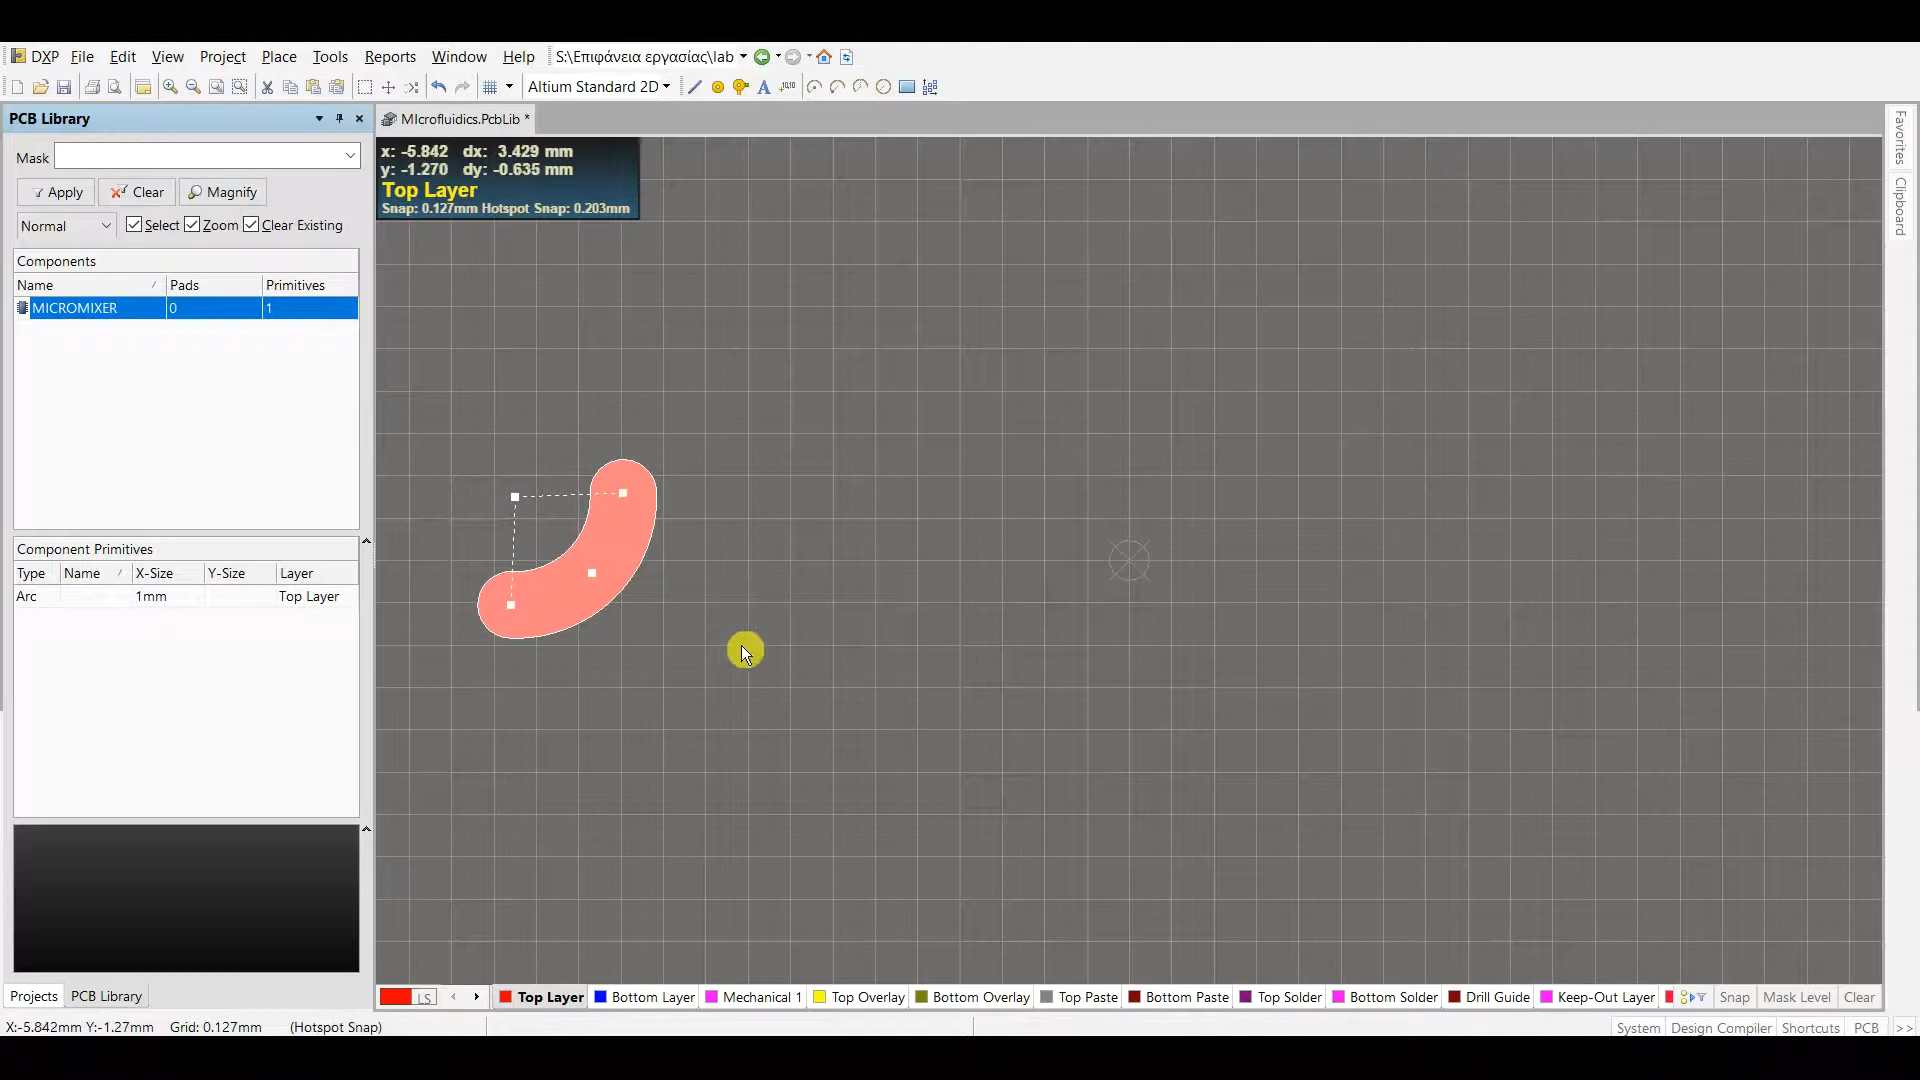 DXP File Edit View Project Place Tools Reports Window Help S:\Επιφάνεια εργασίας\lab
Altium Standard 2D
PCB Library
MIcrofluidics.PcbLib *
Mask
Apply Clear Magnify
Normal Select Zoom Clear Existing
Components
Name Pads Primitives
MICROMIXER 0 1
Component Primitives
Type Name X-Size Y-Size Layer
Arc 1mm Top Layer
x: -5.842 dx: 3.429 mm
y: -1.270 dy: -0.635 mm
Top Layer
Snap: 0.127mm Hotspot Snap: 0.203mm
Favorites
Clipboard
Projects PCB Library
LS Top Layer Bottom Layer Mechanical 1 Top Overlay Bottom Overlay Top Paste Bottom Paste Top Solder Bottom Solder Drill Guide Keep-Out Layer Snap Mask Level Clear
X:-5.842mm Y:-1.27mm Grid: 0.127mm (Hotspot Snap)
System Design Compiler Shortcuts PCB >>